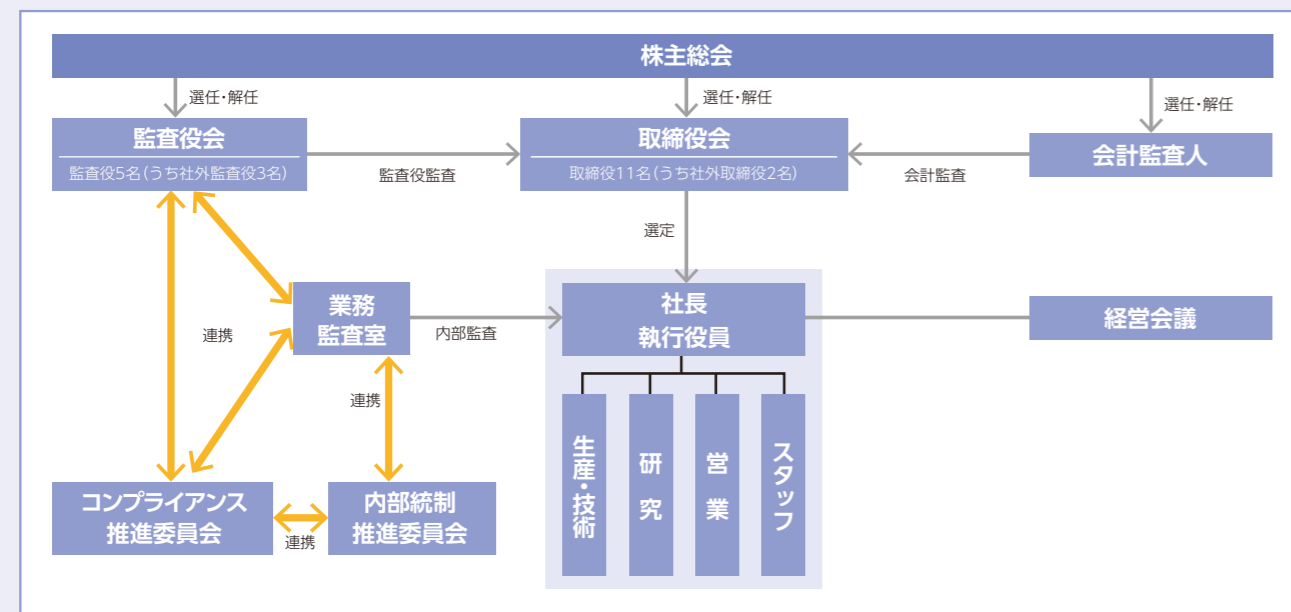 株主総会
選任・解任
選任・解任
選任・解任
監査役会
監査役5名(うち社外監査役3名)
監査役監査
取締役会
取締役11名(うち社外取締役2名)
会計監査
会計監査人
選定
業務
監査室
内部監査
社長
執行役員
経営会議
連携
連携
生産・技術
研究
営業
スタッフ
コンプライアンス
推進委員会
連携
内部統制
推進委員会